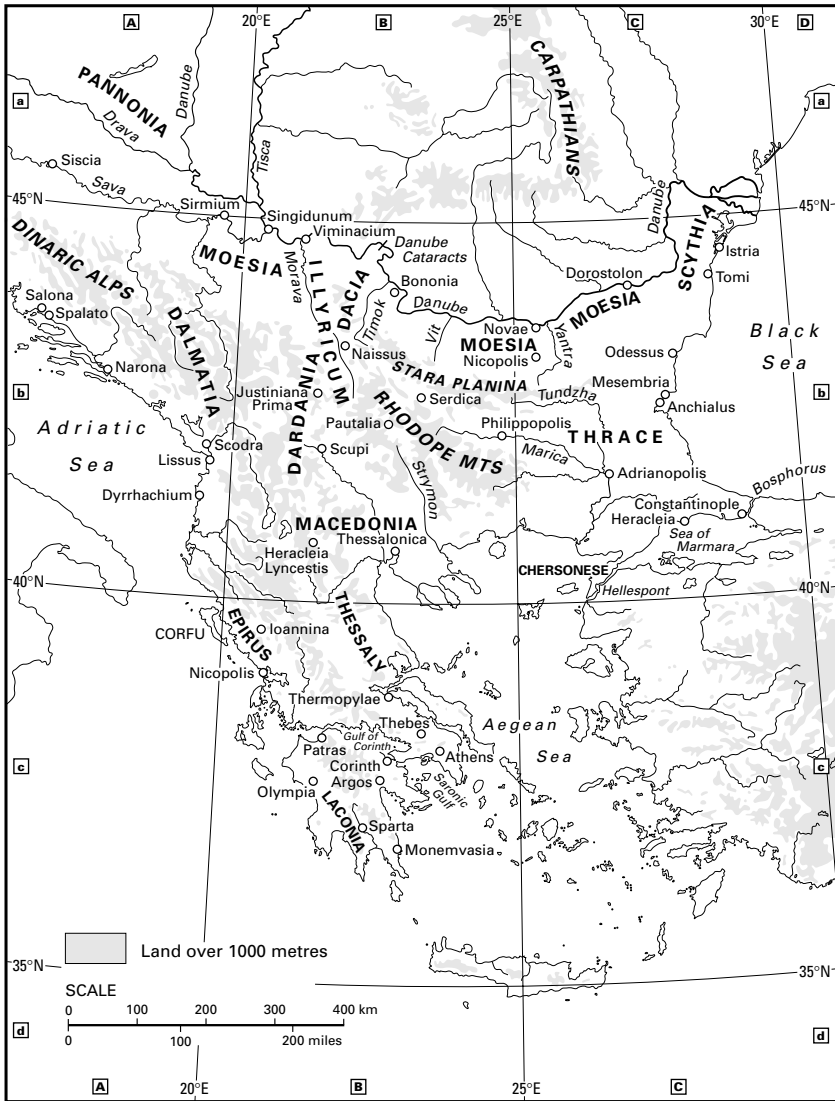 A
20°E
B
25°E
C
30°E
D
a
a
PANNONIA
Danube
Drava
Tisca
CARPATHIANS
Siscia
Sava
45°N
45°N
Sirmium
Singidunum
Viminacium
Danube
SCYTHIA
DINARIC ALPS
MOESIA
Morava
Danube
Cataracts
Istria
Tomi
ILLYRICUM
DACIA
Bononia
Danube
Dorostolon
MOESIA
Salona
Spalato
DALMATIA
Timok
Vit
Novae
MOESIA
Nicopolis
Yantra
Black
Sea
Naissus
Odessus
Narona
STARA PLANINA
Mesembria
Anchialus
b
b
Justiniana
Prima
Serdica
Tundzha
DARDANIA
Pautalia
RHODOPE MTS
Philippopolis
THRACE
Adriatic
Sea
Scodra
Lissus
Scupi
Strymon
Marica
Adrianopolis
Bosphorus
Dyrrhachium
Constantinople
Heracleia
Sea of
Marmara
MACEDONIA
Thessalonica
Heracleia
Lyncestis
CHERSONESE
40°N
40°N
Hellespont
THESSALY
EPIRUS
CORFU
Ioannina
Nicopolis
Thermopylae
Thebes
Aegean
Sea
Gulf of
Corinth
Patras
Athens
c
c
Corinth
Argos
Saronic
Gulf
Olympia
LACONIA
Sparta
Monemvasia
Land over 1000 metres
35°N
35°N
SCALE
0 100 200 300 400 km
0 100 200 miles
d
d
A
20°E
B
25°E
C